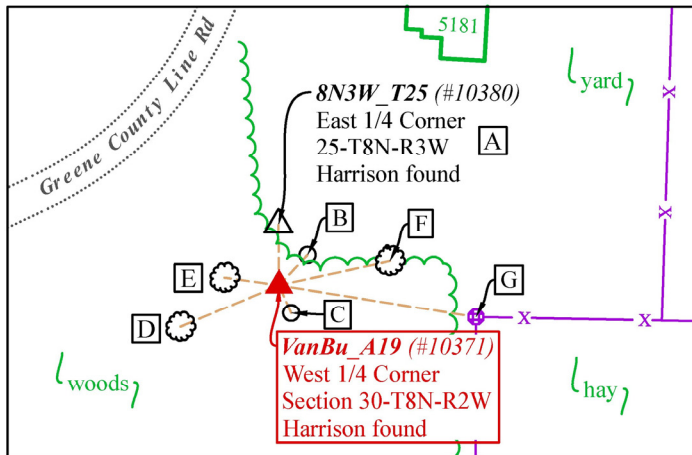 5181
Greene County Line Rd
yard
8N3W_T25 (#10380)
East 1/4 Corner
25-T8N-R3W
Harrison found
A
B
F
E
G
D
C
X
X
X
X
X
VanBu_A19 (#10371)
West 1/4 Corner
Section 30-T8N-R2W
Harrison found
woods
hay